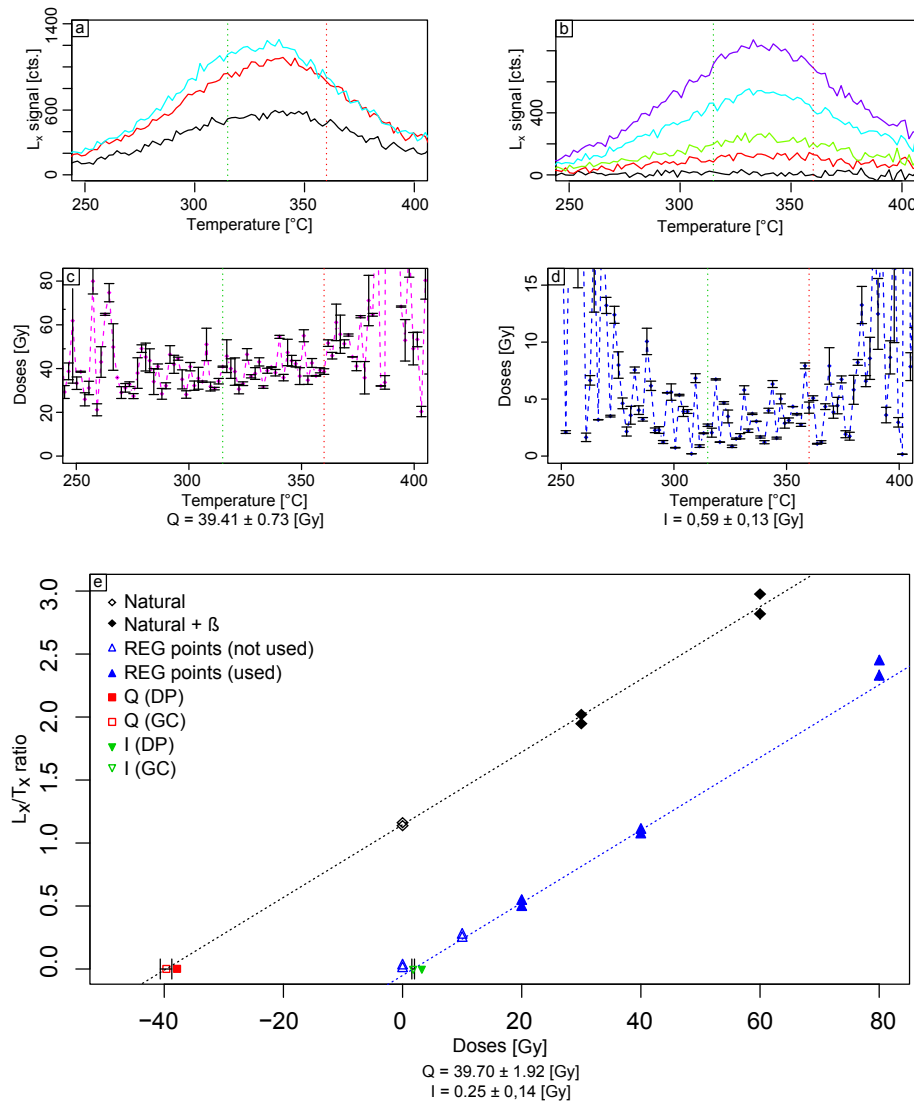 a
Lx signal [cts.]
0
600
1400
250
300
350
400
Temperature [°C]
b
Lx signal [cts.]
0
400
250
300
350
400
Temperature [°C]
c
Doses [Gy]
0
20
40
60
80
250
300
350
400
Temperature [°C]
Q = 39.41 ± 0.73 [Gy]
d
Doses [Gy]
0
5
10
15
250
300
350
400
Temperature [°C]
I = 0,59 ± 0,13 [Gy]
e
Natural
Natural + ß
REG points (not used)
REG points (used)
Q (DP)
Q (GC)
I (DP)
I (GC)
Lx/Tx ratio
0.0
0.5
1.0
1.5
2.0
2.5
3.0
−40
−20
0
20
40
60
80
Doses [Gy]
Q = 39.70 ± 1.92 [Gy]
I = 0.25 ± 0,14 [Gy]